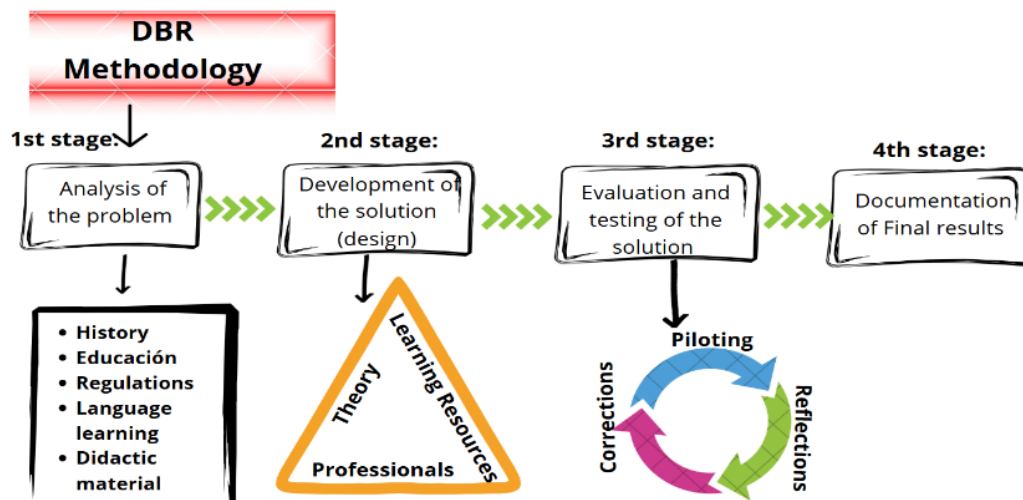 DBR
Methodology
1st stage:
Analysis of
the problem
2nd stage:
Development of
the solution
(design)
3rd stage:
Evaluation and
testing of the
solution
4th stage:
Documentation
of Final results
• History
• Educación
• Regulations
• Language
learning
• Didactic
material
Theory
Learning Resources
Professionals
Piloting
Reflections
Corrections